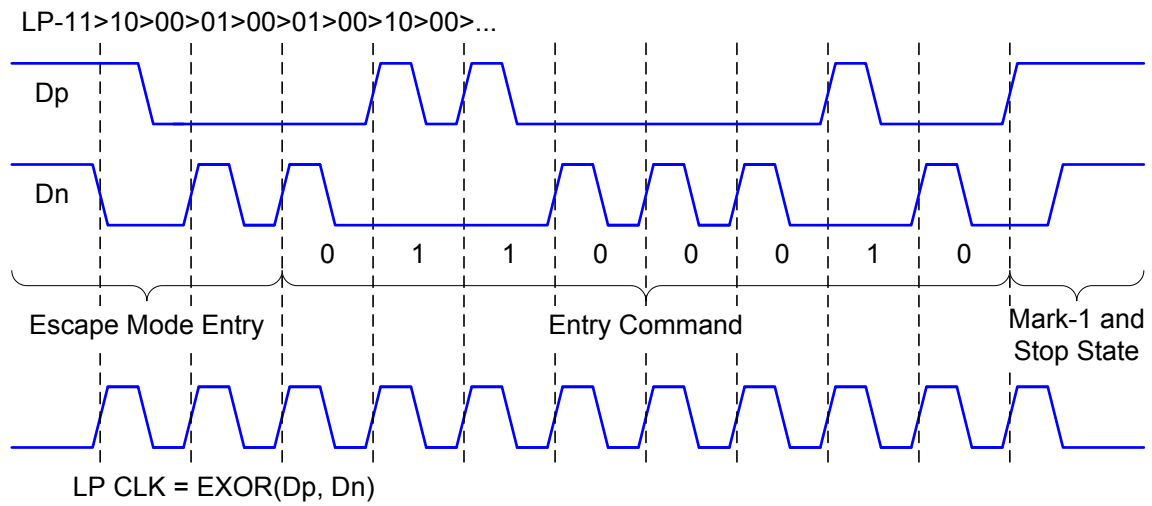 LP-11>10>00>01>00>01>00>10>00>...
Dp
Dn
0 1 1 0 0 0 1 0
Escape Mode Entry
Entry Command
Mark-1 and
Stop State
LP CLK = EXOR(Dp, Dn)